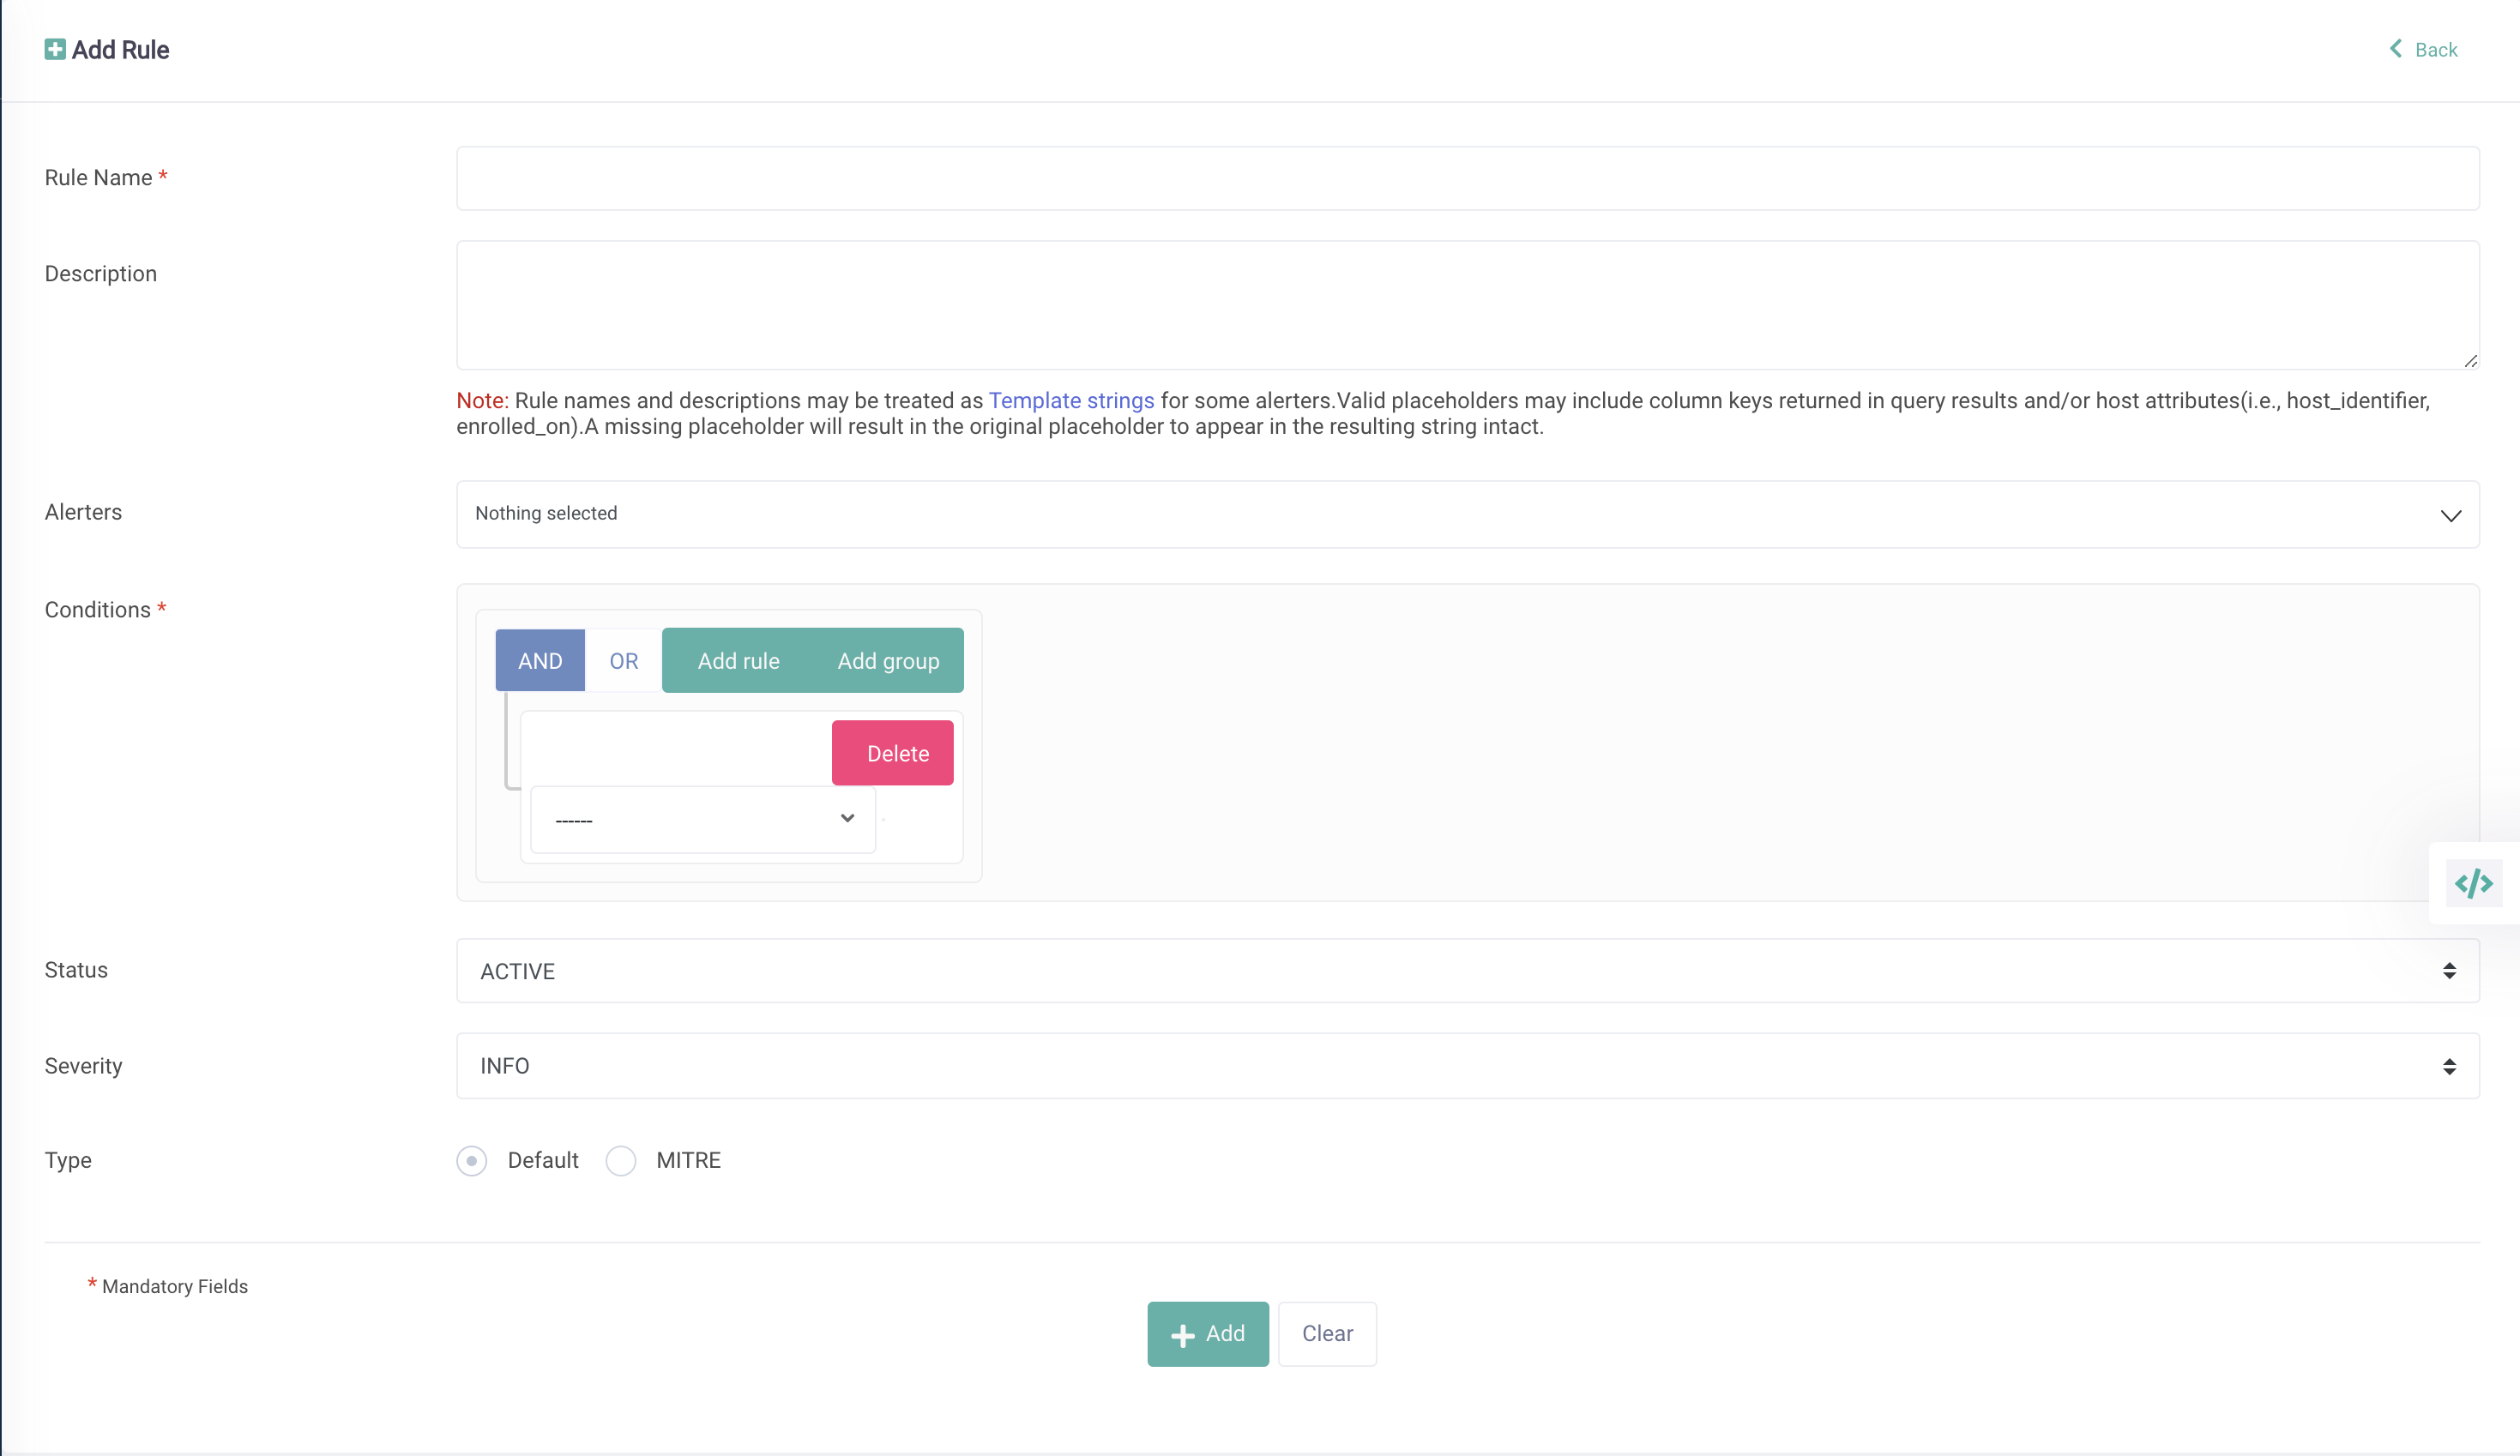 Add Rule
Back
Rule Name *
Description
Note: Rule names and descriptions may be treated as Template strings for some alerters.Valid placeholders may include column keys returned in query results and/or host attributes(i.e., host_identifier,
enrolled_on).A missing placeholder will result in the original placeholder to appear in the resulting string intact.
Alerters
Nothing selected
Conditions *
AND OR Add rule Add group
Delete
------
</>
Status
ACTIVE
Severity
INFO
Type
Default MITRE
* Mandatory Fields
Add Clear